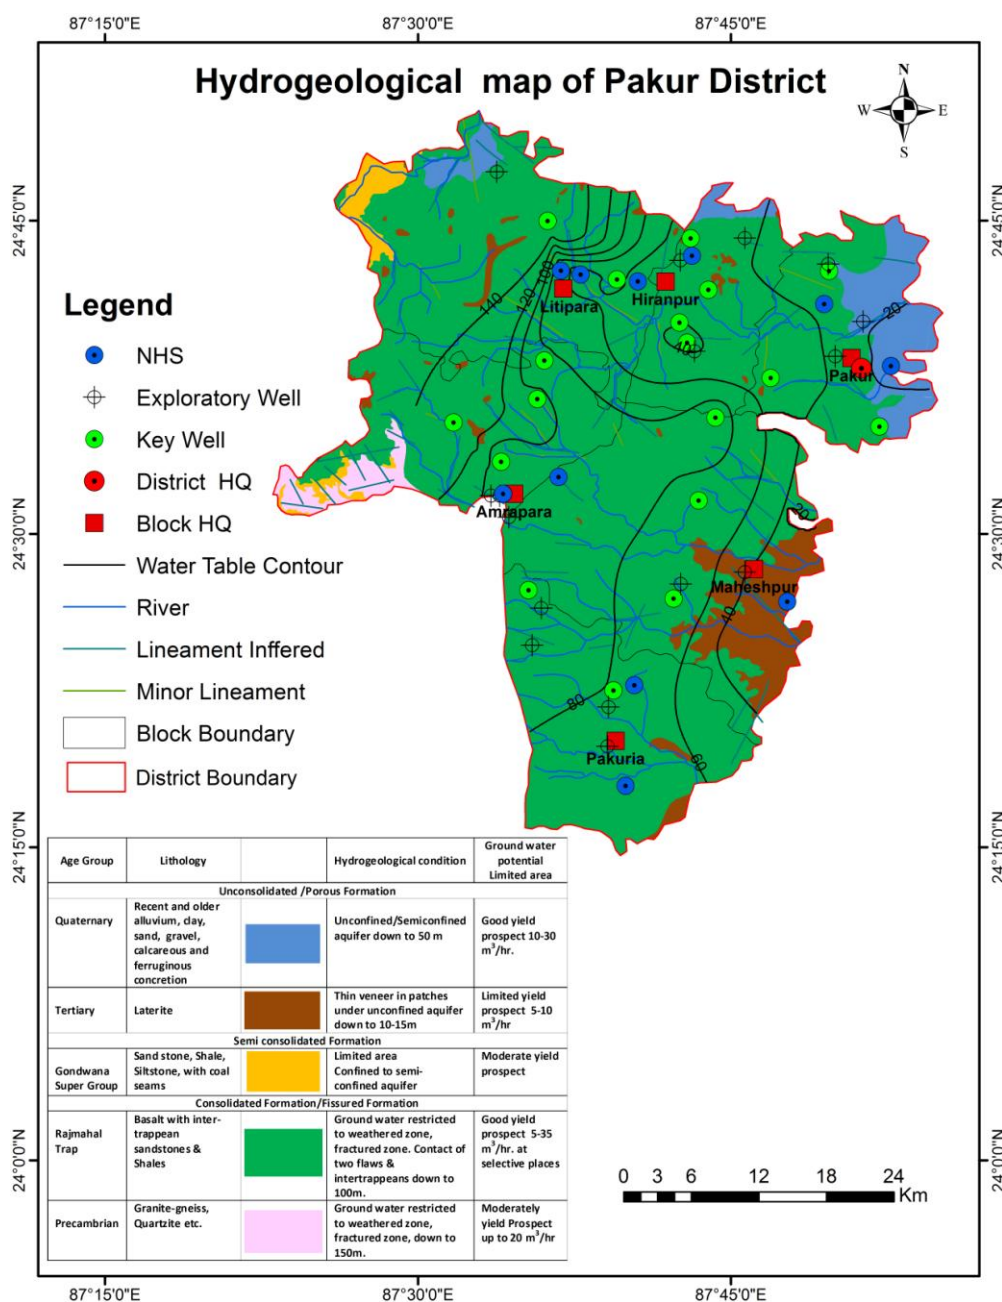 87°15'0"E 87°30'0"E 87°45'0"E
Hydrogeological map of Pakur District
N
W E
S
24°45'0"N 24°45'0"N
100
120
140
Litipara
Hiranpur
40
20
Pakur
Legend
NHS
Exploratory Well
Key Well
District HQ
Block HQ
Water Table Contour
River
Lineament Inffered
Minor Lineament
Block Boundary
District Boundary
Amrapara
24°30'0"N 24°30'0"N
20
Maheshpur
40
80
Pakuria
60
24°15'0"N 24°15'0"N
Age Group Lithology Hydrogeological condition Ground water
potential
Limited area
Unconsolidated /Porous Formation
Quaternary
Recent and older
alluvium, clay,
sand, gravel,
calcareous and
ferruginous
concretion
Unconfined/Semiconfined
aquifer down to 50 m
Good yield
prospect 10-30
m³/hr.
Tertiary
Laterite
Thin veneer in patches
under unconfined aquifer
down to 10-15m
Limited yield
prospect 5-10
m³/hr
Semi consolidated Formation
Gondwana
Super Group
Sand stone, Shale,
Siltstone, with coal
seams
Limited area
Confined to semi-
confined aquifer
Moderate yield
prospect
Consolidated Formation/Fissured Formation
Rajmahal
Trap
Basalt with inter-
trappean
sandstones &
Shales
Ground water restricted
to weathered zone,
fractured zone. Contact of
two flaws &
intertrappeans down to
100m.
Good yield
prospect 5-35
m³/hr. at
selective places
Precambrian
Granite-gneiss,
Quartzite etc.
Ground water restricted
to weathered zone,
fractured zone, down to
150m.
Moderately
yield Prospect
up to 20 m³/hr
24°0'0"N 24°0'0"N
0 3 6 12 18 24
Km
87°15'0"E 87°30'0"E 87°45'0"E